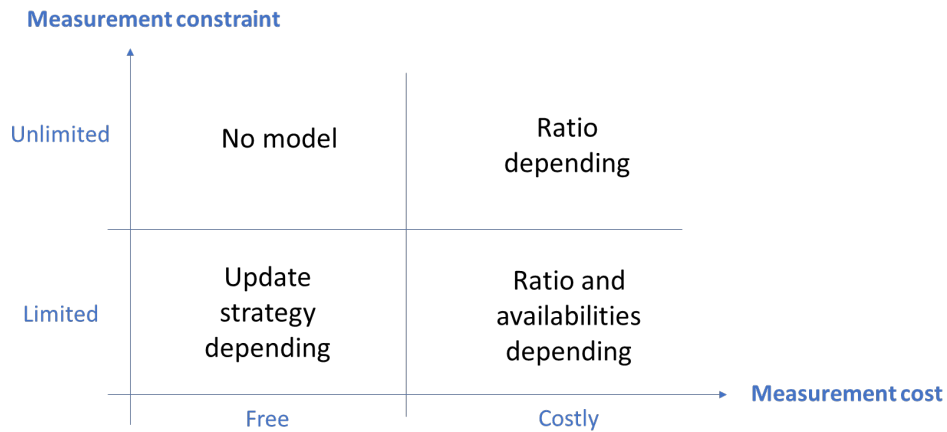 Measurement constraint
Unlimited
No model
Ratio
depending
Limited
Update
strategy
depending
Ratio and
availabilities
depending
Measurement cost
Free
Costly